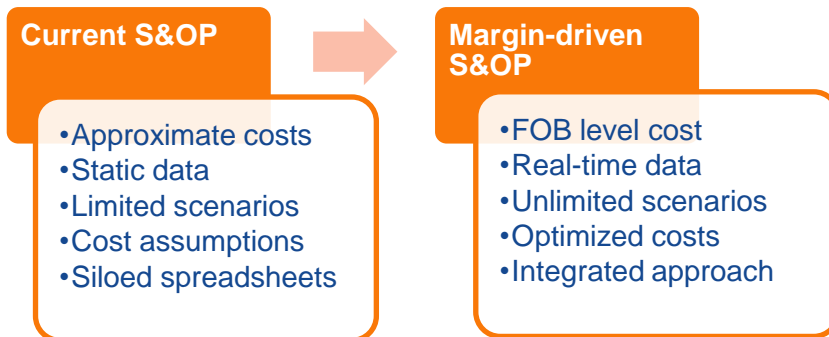 Current S&OP
•Approximate costs
•Static data
•Limited scenarios
•Cost assumptions
•Siloed spreadsheets
Margin-driven
S&OP
•FOB level cost
•Real-time data
•Unlimited scenarios
•Optimized costs
•Integrated approach